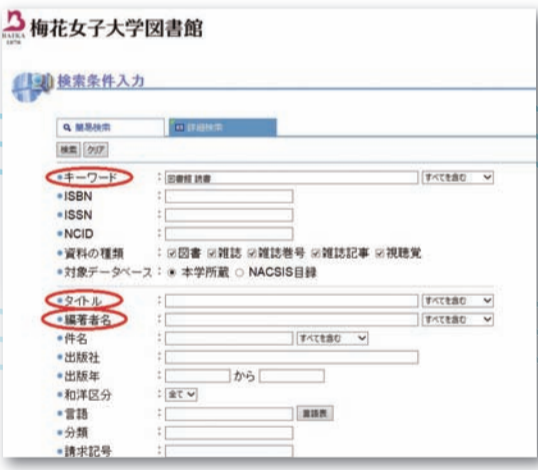 BAIKA
1878
梅花女子大学図書館
検索条件入力
簡易検索 詳細検索
検索 クリア
キーワード : 図書館 読書 すべてを含む
ISBN :
ISSN :
NCID :
資料の種類 : 図書 雑誌 雑誌巻号 雑誌記事 視聴覚
対象データベース : 本学所蔵 NACSIS目録
タイトル : すべてを含む
編著者名 : すべてを含む
件名 : すべてを含む
出版社 :
出版年 : から
和洋区分 : 全て
言語 : 言語表
分類 :
請求記号 :